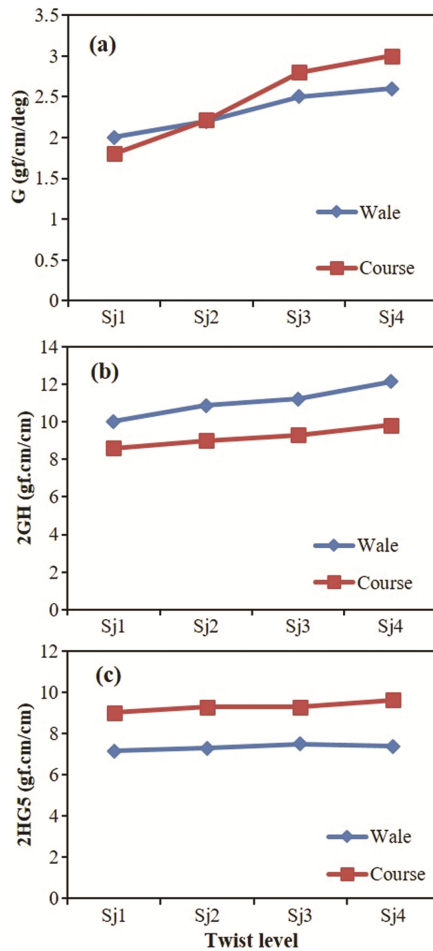 3.5
(a)
3
2.5
2
1.5
1
0.5
0
G (gf/cm/deg)
Wale
Course
Sj1 Sj2 Sj3 Sj4
14
(b)
12
10
8
6
4
2
0
2GH (gf.cm/cm)
Wale
Course
Sj1 Sj2 Sj3 Sj4
12
(c)
10
8
6
4
2
0
2HG5 (gf.cm/cm)
Wale
Course
Sj1 Sj2 Sj3 Sj4
Twist level